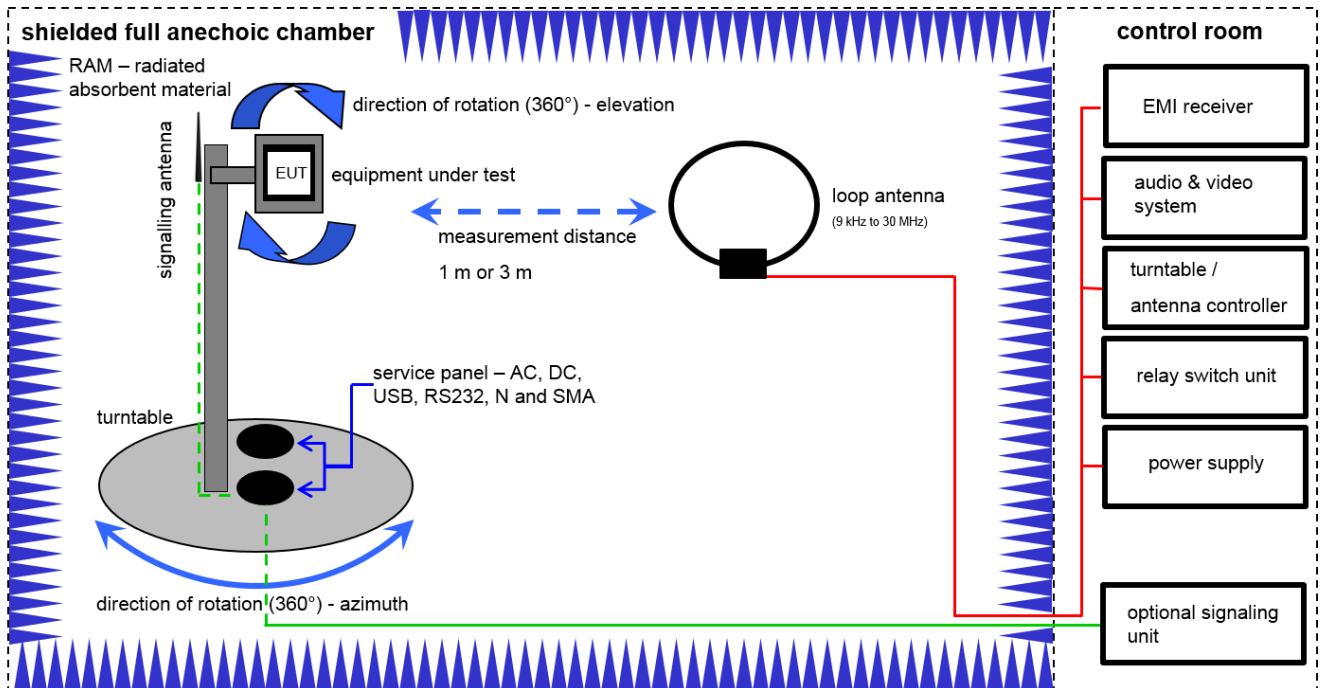 shielded full anechoic chamber
control room
RAM – radiated
absorbent material
signalling antenna
direction of rotation (360°) - elevation
EUT
equipment under test
measurement distance
1 m or 3 m
loop antenna
(9 kHz to 30 MHz)
service panel – AC, DC,
USB, RS232, N and SMA
turntable
direction of rotation (360°) - azimuth
EMI receiver
audio & video
system
turntable /
antenna controller
relay switch unit
power supply
optional signaling
unit